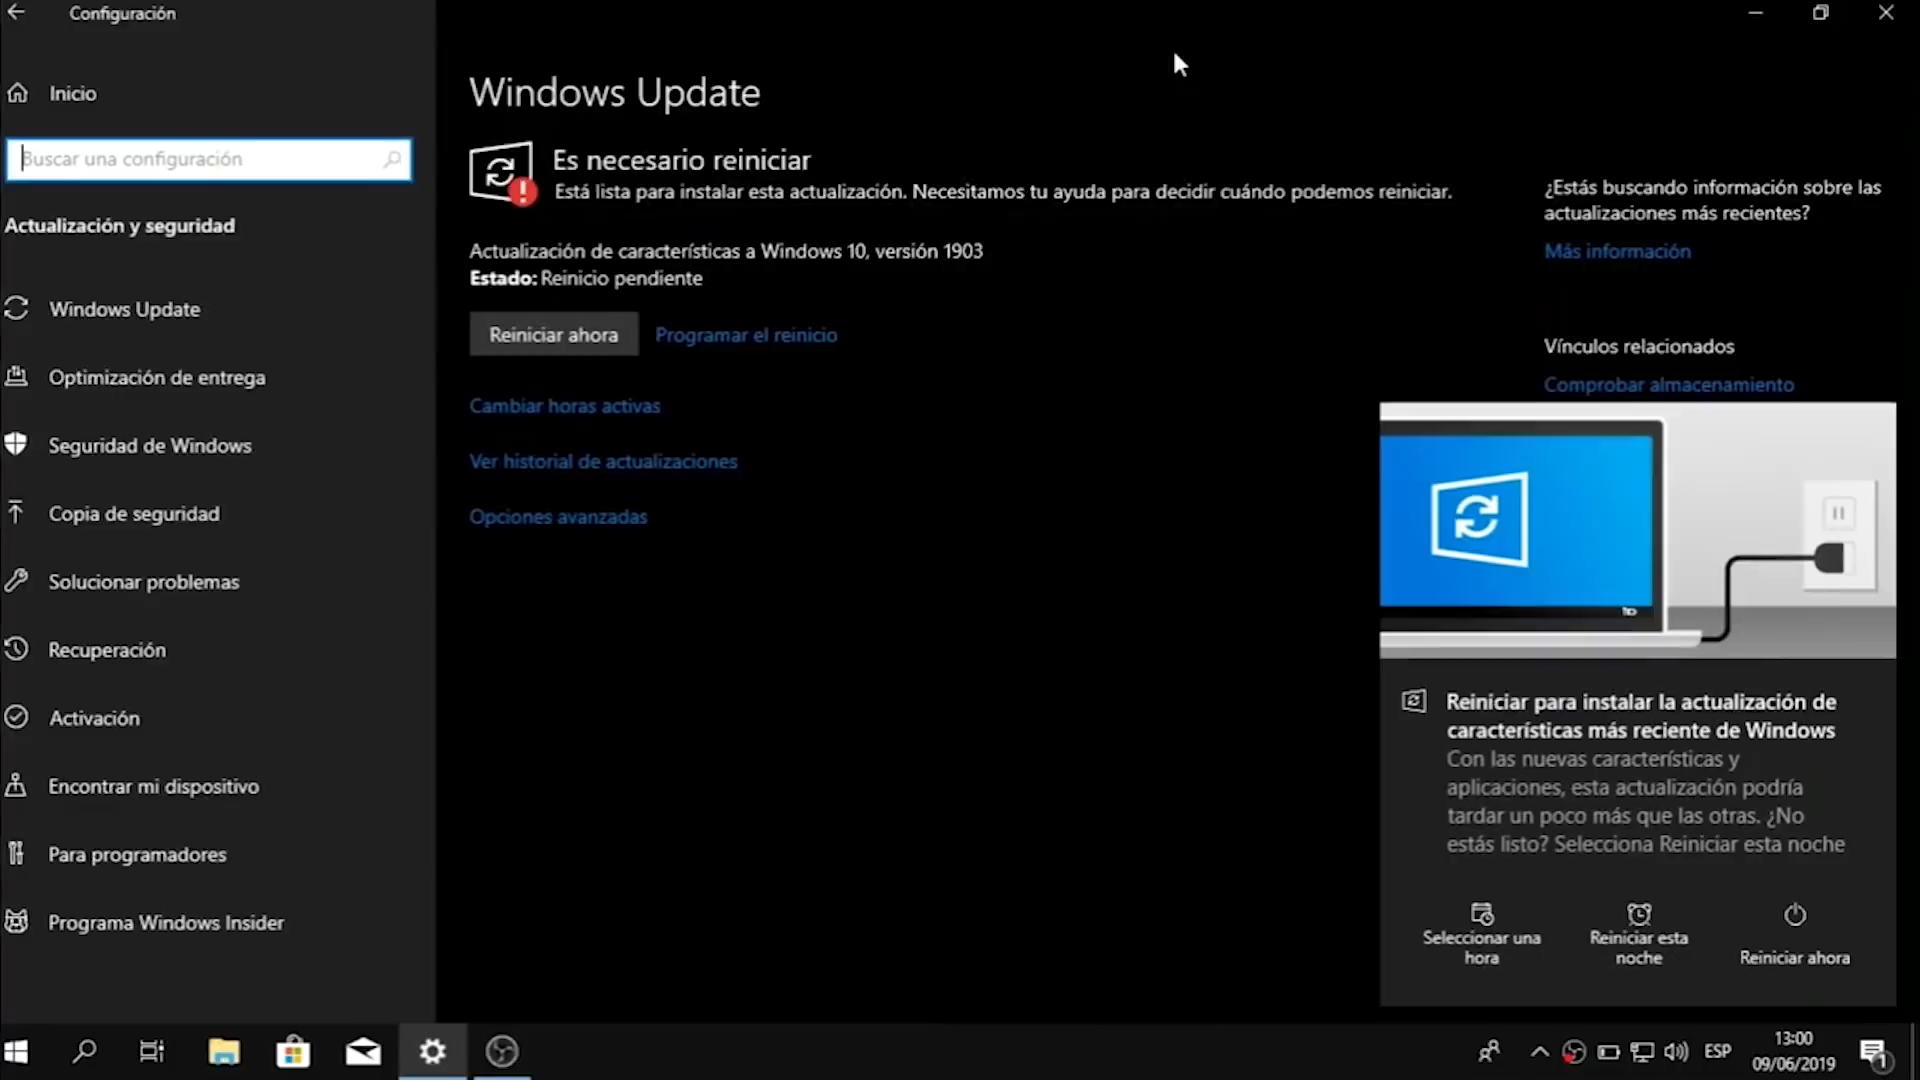 Configuración
Inicio
Buscar una configuración
Actualización y seguridad
Windows Update
Optimización de entrega
Seguridad de Windows
Copia de seguridad
Solucionar problemas
Recuperación
Activación
Encontrar mi dispositivo
Para programadores
Programa Windows Insider
Windows Update
Es necesario reiniciar
Está lista para instalar esta actualización. Necesitamos tu ayuda para decidir cuándo podemos reiniciar.
Actualización de características a Windows 10, versión 1903
Estado: Reinicio pendiente
Reiniciar ahora
Programar el reinicio
Cambiar horas activas
Ver historial de actualizaciones
Opciones avanzadas
¿Estás buscando información sobre las
actualizaciones más recientes?
Más información
Vínculos relacionados
Comprobar almacenamiento
Reiniciar para instalar la actualización de
características más reciente de Windows
Con las nuevas características y
aplicaciones, esta actualización podría
tardar un poco más que las otras. ¿No
estás listo? Selecciona Reiniciar esta noche
Seleccionar una
hora
Reiniciar esta
noche
Reiniciar ahora
ESP
13:00
09/06/2019
1